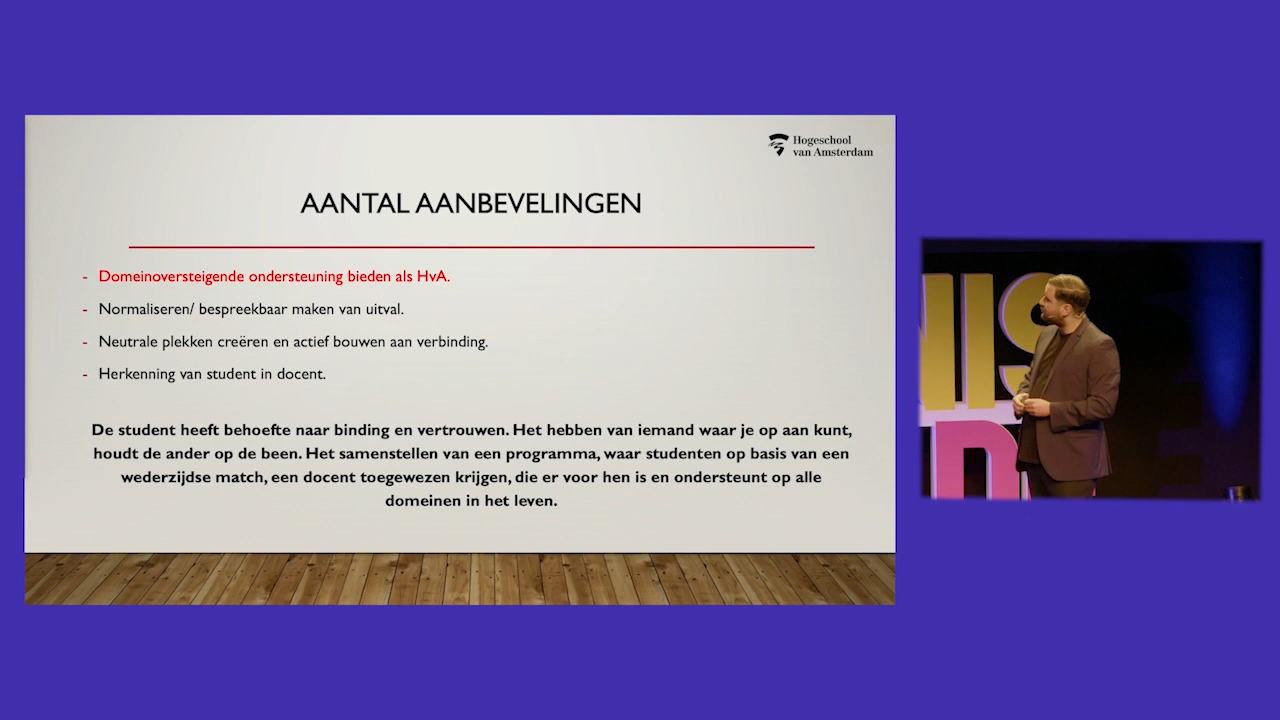 Hogeschool
van Amsterdam
AANTAL AANBEVELINGEN
- Domeinoversteigende ondersteuning bieden als HvA.
- Normaliseren/ bespreekbaar maken van uitval.
- Neutrale plekken creëren en actief bouwen aan verbinding.
- Herkenning van student in docent.
De student heeft behoefte naar binding en vertrouwen. Het hebben van iemand waar je op aan kunt,
houdt de ander op de been. Het samenstellen van een programma, waar studenten op basis van een
wederzijdse match, een docent toegewezen krijgen, die er voor hen is en ondersteunt op alle
domeinen in het leven.